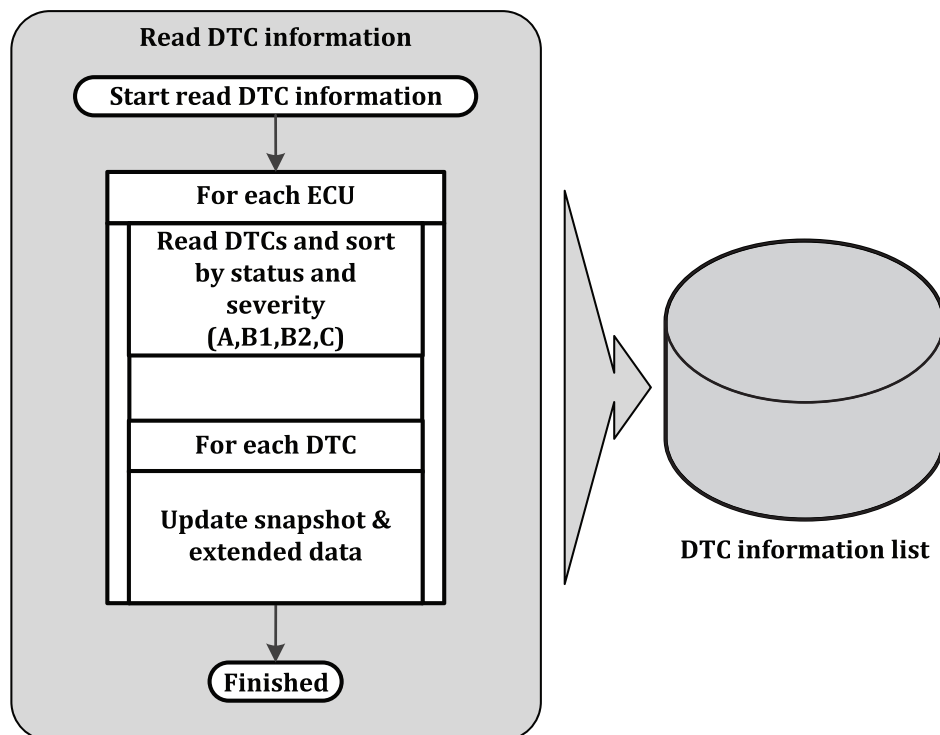 Read DTC information
Start read DTC information
For each ECU
Read DTCs and sort
by status and
severity
(A,B1,B2,C)
For each DTC
Update snapshot &
extended data
Finished
DTC information list